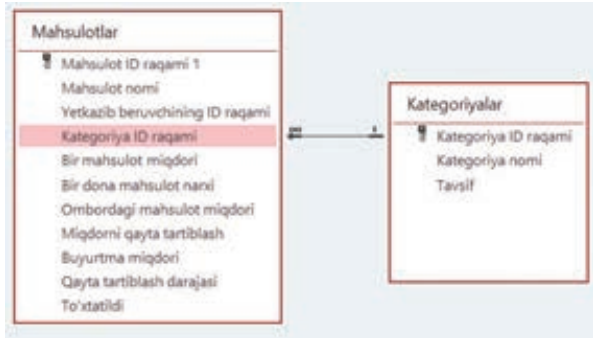 Mahsulotlar
Mahsulot ID raqami 1
Mahsulot nomi
Yetkazib beruvchining ID raqami
Kategoriya ID raqami
Bir mahsulot miqdori
Bir dona mahsulot narxi
Ombordagi mahsulot miqdori
Miqdorni qayta tartiblash
Buyurtma miqdori
Qayta tartiblash darajasi
To'xtatildi
Kategoriyalar
Kategoriya ID raqami
Kategoriya nomi
Tavsif